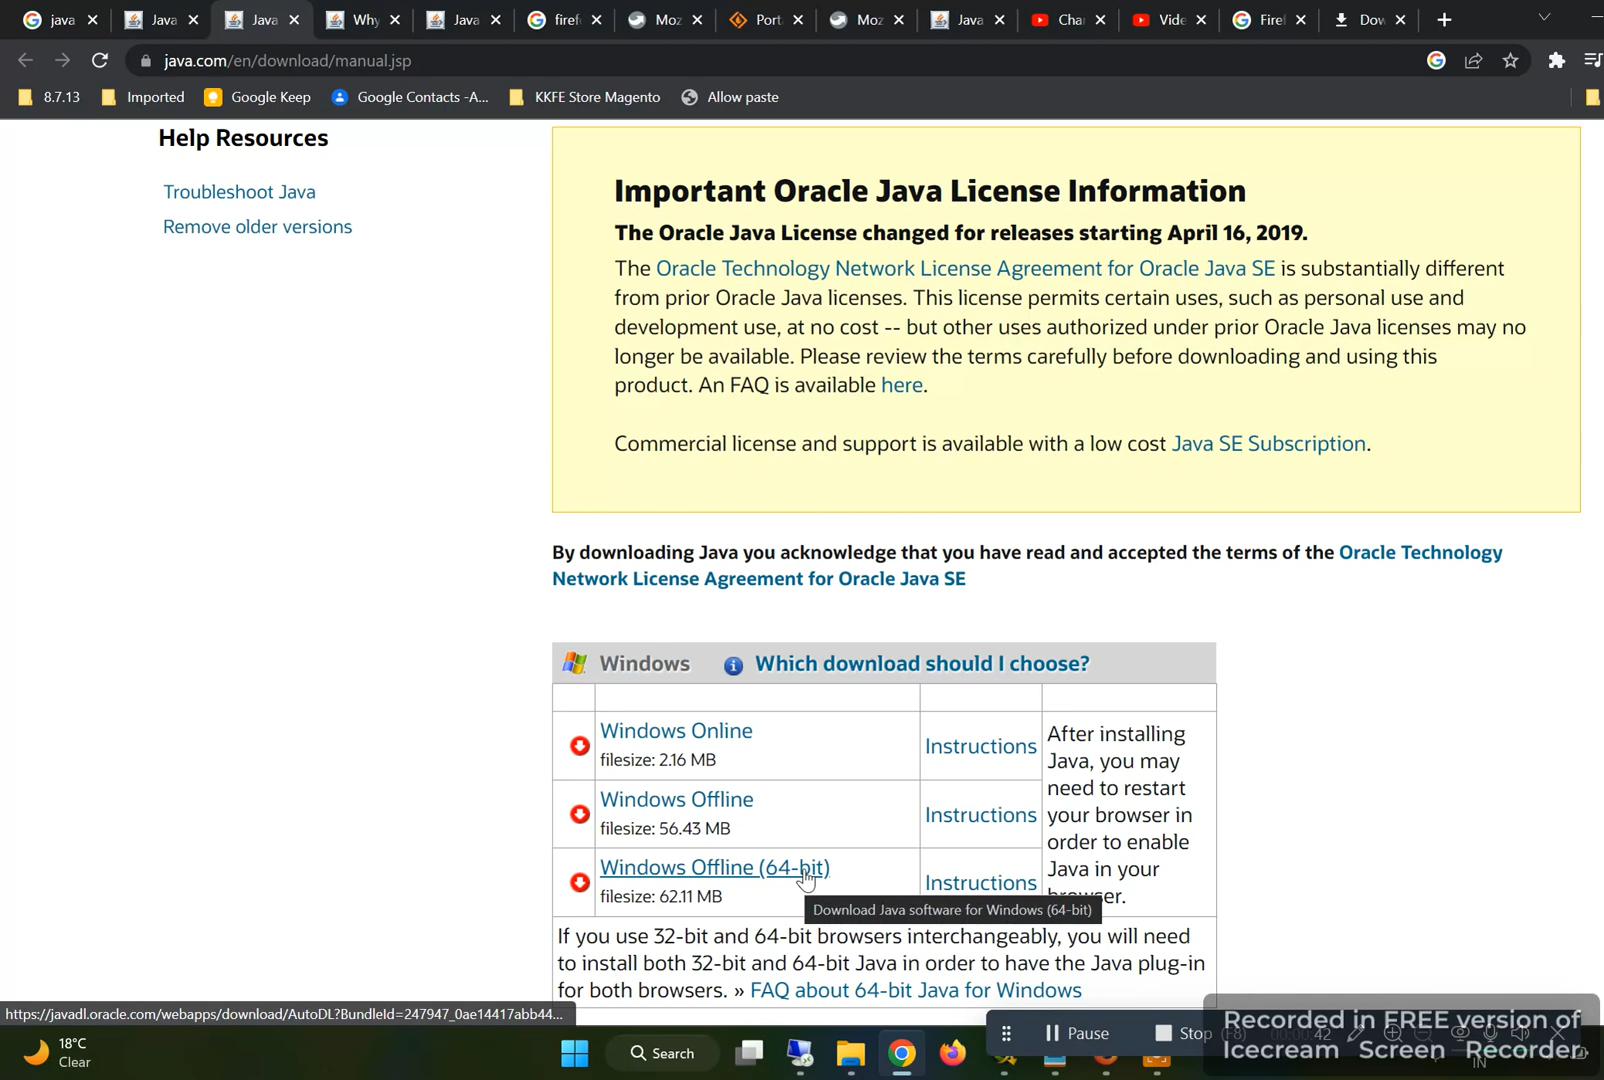 java
Java
Java
Why
Java
firef
Moz
Port
Moz
Java
Char
Vide
Firef
Dow
java.com/en/download/manual.jsp
8.7.13
Imported
Google Keep
Google Contacts -A...
KKFE Store Magento
Allow paste
Help Resources
Troubleshoot Java
Remove older versions
Important Oracle Java License Information
The Oracle Java License changed for releases starting April 16, 2019.
The Oracle Technology Network License Agreement for Oracle Java SE is substantially different
from prior Oracle Java licenses. This license permits certain uses, such as personal use and
development use, at no cost -- but other uses authorized under prior Oracle Java licenses may no
longer be available. Please review the terms carefully before downloading and using this
product. An FAQ is available here.
Commercial license and support is available with a low cost Java SE Subscription.
By downloading Java you acknowledge that you have read and accepted the terms of the Oracle Technology
Network License Agreement for Oracle Java SE
Windows Which download should I choose?
Windows Online
filesize: 2.16 MB
Instructions
Windows Offline
filesize: 56.43 MB
Instructions
Windows Offline (64-bit)
filesize: 62.11 MB
Instructions
After installing
Java, you may
need to restart
your browser in
order to enable
Java in your
browser.
Download Java software for Windows (64-bit)
If you use 32-bit and 64-bit browsers interchangeably, you will need
to install both 32-bit and 64-bit Java in order to have the Java plug-in
for both browsers. » FAQ about 64-bit Java for Windows
https://javadl.oracle.com/webapps/download/AutoDL?BundleId=247947_0ae14417abb44...
18°C
Clear
Search
Pause
Stop (F8)
Recorded in FREE version of
Icecream Screen Recorder
IN